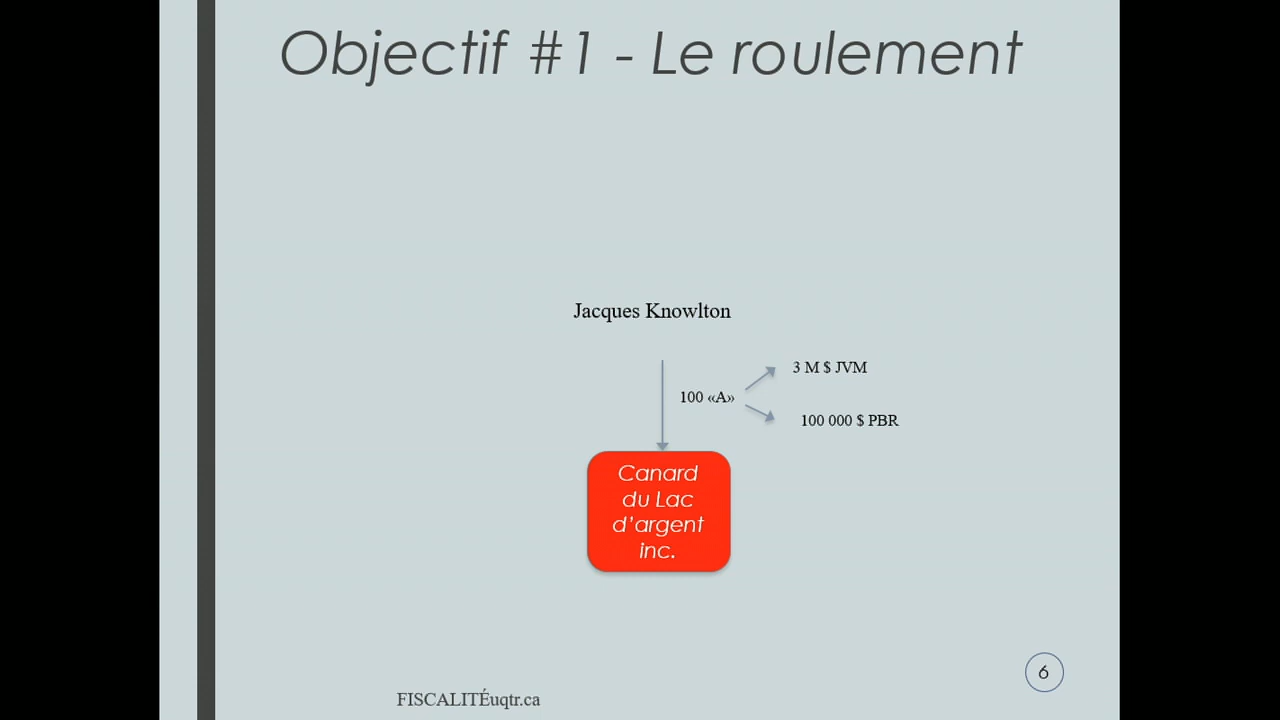 Objectif #1 - Le roulement
Jacques Knowlton
3 M $ JVM
100 «A»
100 000 $ PBR
Canard
du Lac
d’argent
inc.
6
FISCALITÉuqtr.ca